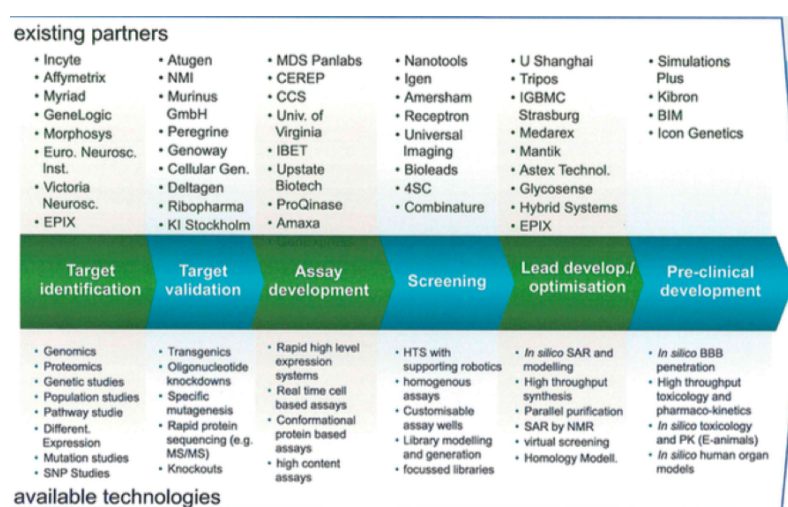 existing partners
• Incyte
• Affymetrix
• Myriad
• GeneLogic
• Morphosys
• Euro. Neurosc.
Inst.
• Victoria
Neurosc.
• EPIX
• Atugen
• NMI
• Murinus
GmbH
• Peregrine
• Genoway
• Cellular Gen.
• Deltagen
• Ribopharma
• KI Stockholm
• MDS Panlabs
• CEREP
• CCS
• Univ. of
Virginia
• IBET
• Upstate
Biotech
• ProQinase
• Amaxa
• Nanotools
• Igen
• Amersham
• Receptron
• Universal
Imaging
• Bioleads
• 4SC
• Combinature
• U Shanghai
• Tripos
• IGBMC
Strasburg
• Medarex
• Mantik
• Astex Technol.
• Glycosense
• Hybrid Systems
• EPIX
• Simulations
Plus
• Kibron
• BIM
• Icon Genetics
Target
identification
Target
validation
Assay
development
Screening
Lead develop./
optimisation
Pre-clinical
development
• Genomics
• Proteomics
• Genetic studies
• Population studies
• Pathway studie
• Different.
Expression
• Mutation studies
• SNP Studies
• Transgenics
• Oligonucleotide
knockdowns
• Specific
mutagenesis
• Rapid protein
sequencing (e.g.
MS/MS)
• Knockouts
• Rapid high level
expression
systems
• Real time cell
based assays
• Conformational
protein based
assays
• high content
assays
• HTS with
supporting robotics
• homogenous
assays
• Customisable
assay wells
• Library modelling
and generation
• focussed libraries
• In silico SAR and
modelling
• High throughput
synthesis
• Parallel purification
• SAR by NMR
• virtual screening
• Homology Modell.
• In silico BBB
penetration
• High throughput
toxicology and
pharmaco-kinetics
• In silico toxicology
and PK (E-animals)
• In silico human organ
models
available technologies